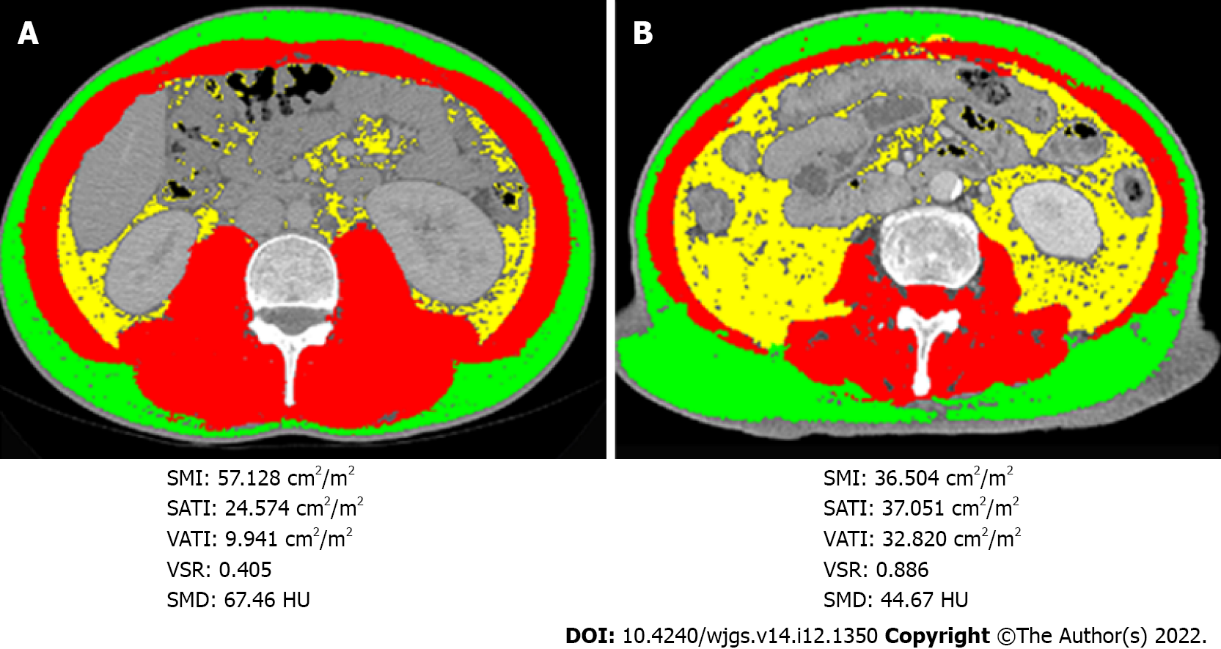 A
B
SMI: 57.128 cm²/m²
SATI: 24.574 cm²/m²
VATI: 9.941 cm²/m²
VSR: 0.405
SMD: 67.46 HU
SMI: 36.504 cm²/m²
SATI: 37.051 cm²/m²
VATI: 32.820 cm²/m²
VSR: 0.886
SMD: 44.67 HU
DOI: 10.4240/wjgs.v14.i12.1350 Copyright ©The Author(s) 2022.